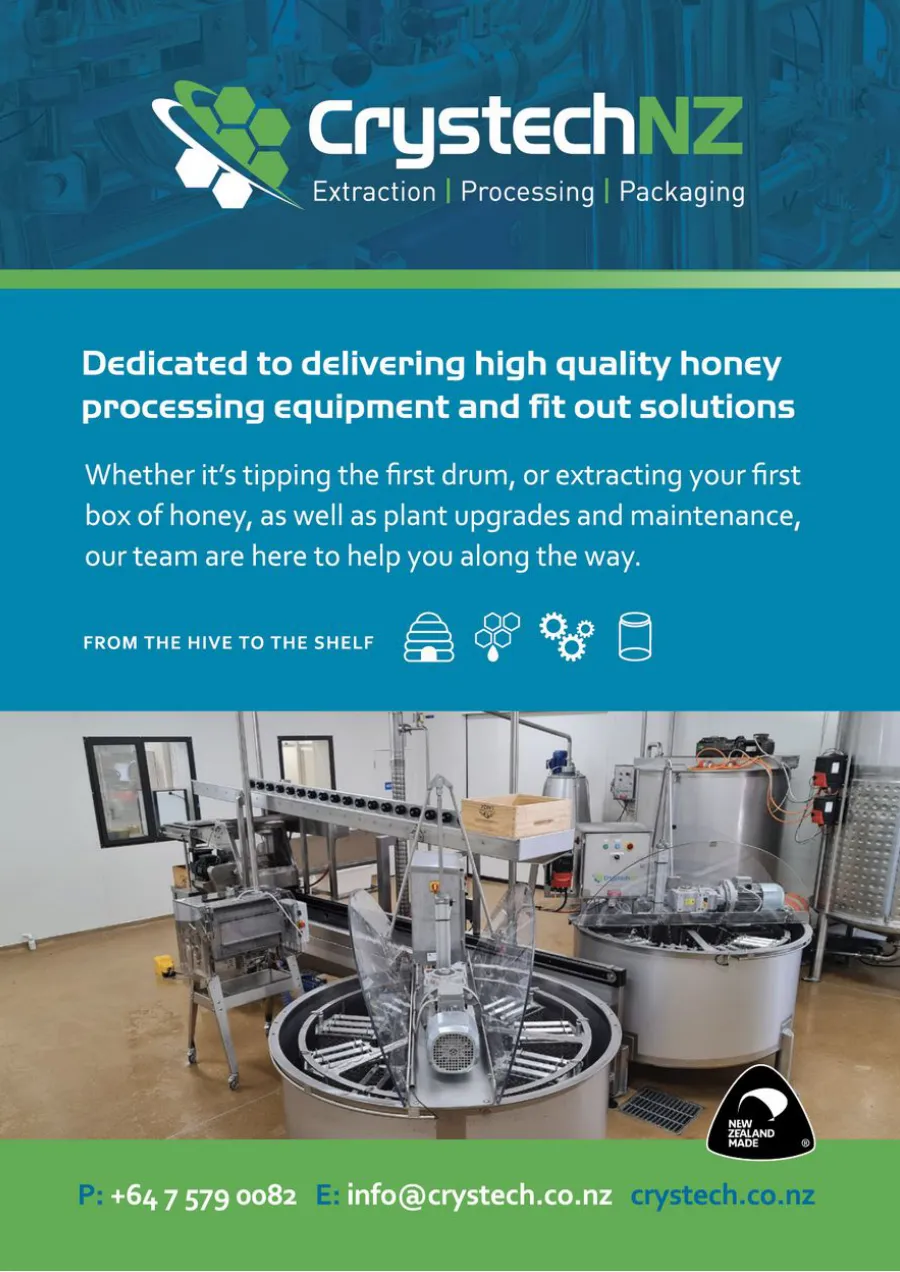 CrystechNZ
Extraction | Processing | Packaging
Dedicated to delivering high quality honey
processing equipment and fit out solutions
Whether it’s tipping the first drum, or extracting your first
box of honey, as well as plant upgrades and maintenance,
our team are here to help you along the way.
FROM THE HIVE TO THE SHELF
Crystech
NEW
ZEALAND
MADE
®
P: +64 7 579 0082 E: info@crystech.co.nz crystech.co.nz